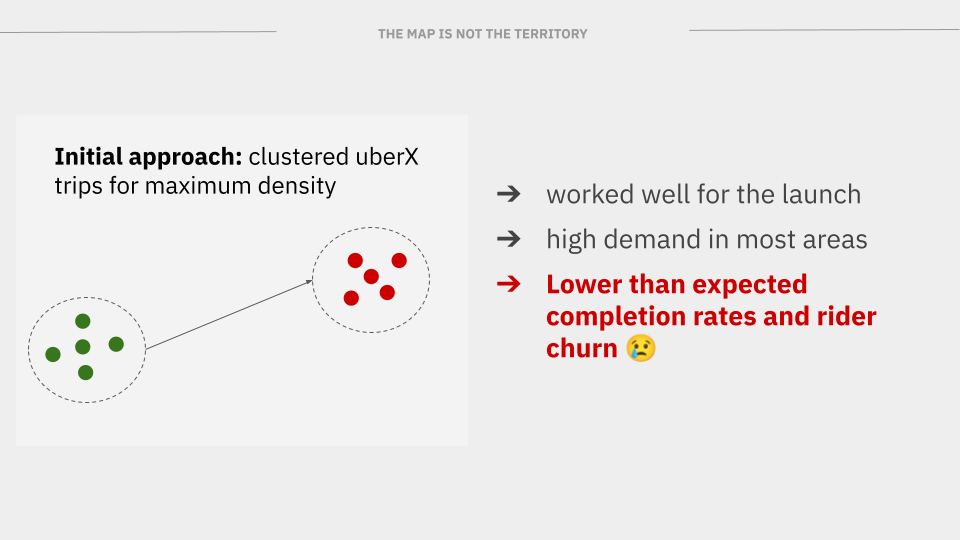 THE MAP IS NOT THE TERRITORY
Initial approach: clustered uberX
trips for maximum density
➔ worked well for the launch
➔ high demand in most areas
➔ Lower than expected
completion rates and rider
churn 😢